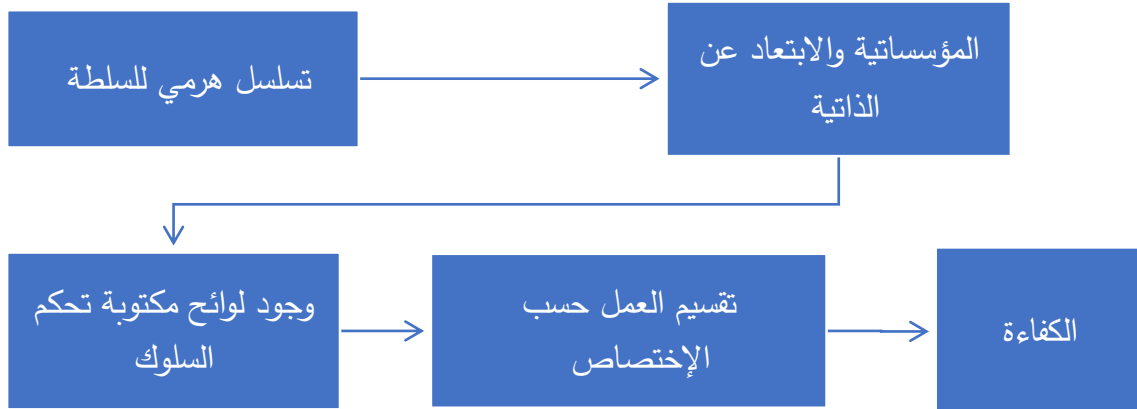 تسلسل هرمي للسلطة
المؤسساتية والابتعاد عن
الذاتية
وجود لوائح مكتوبة تحكم
السلوك
تقسيم العمل حسب
الإختصاص
الكفاءة